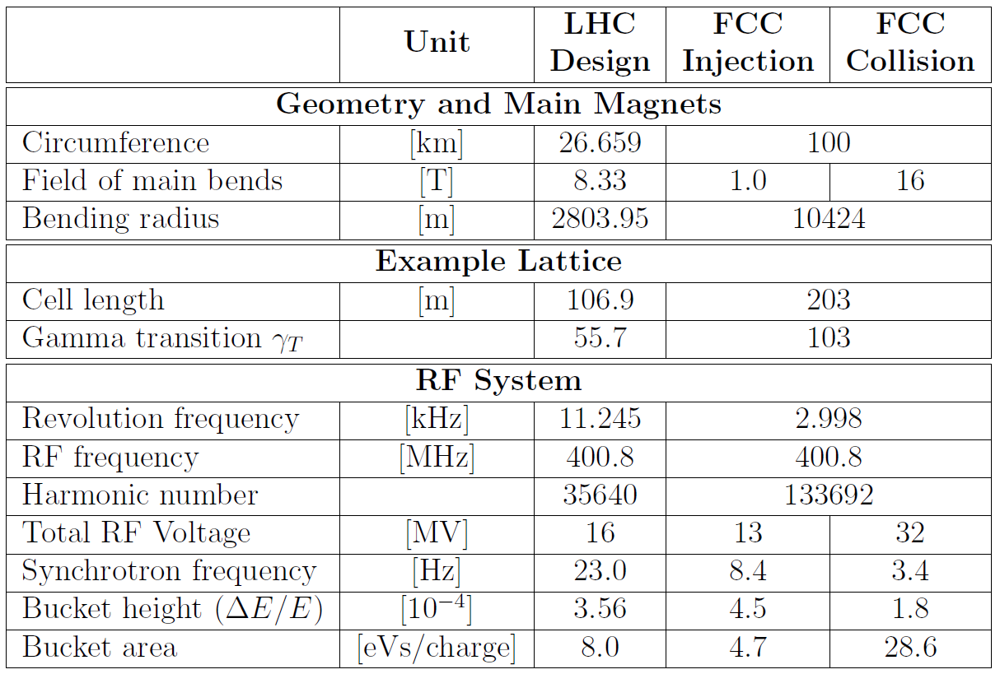 Unit LHC Design FCC Injection FCC Collision
Geometry and Main Magnets
Circumference [km] 26.659 100
Field of main bends [T] 8.33 1.0 16
Bending radius [m] 2803.95 10424
Example Lattice
Cell length [m] 106.9 203
Gamma transition γT 55.7 103
RF System
Revolution frequency [kHz] 11.245 2.998
RF frequency [MHz] 400.8 400.8
Harmonic number 35640 133692
Total RF Voltage [MV] 16 13 32
Synchrotron frequency [Hz] 23.0 8.4 3.4
Bucket height (ΔE/E) [10⁻⁴] 3.56 4.5 1.8
Bucket area [eVs/charge] 8.0 4.7 28.6